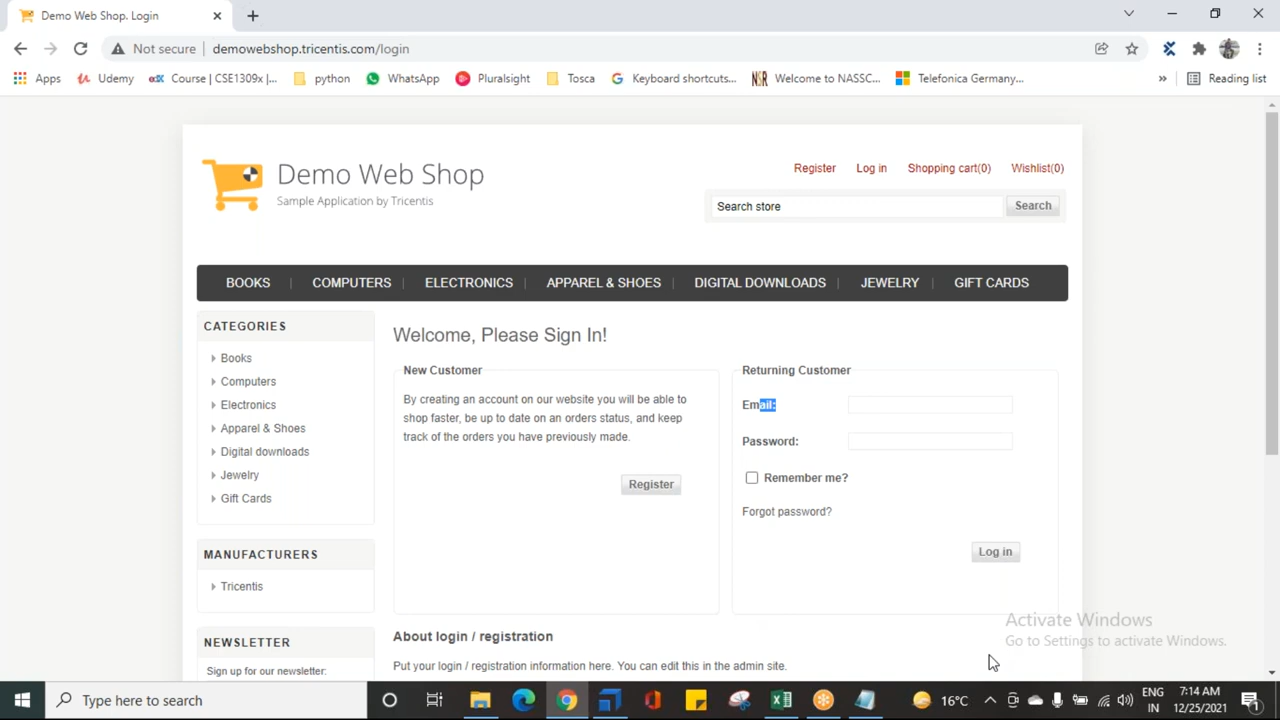 Demo Web Shop. Login
Not secure
demowebshop.tricentis.com/login
Apps
Udemy
Course | CSE1309x |...
python
WhatsApp
Pluralsight
Tosca
Keyboard shortcuts...
Welcome to NASSC...
Telefonica Germany...
»
Reading list
Demo Web Shop
Sample Application by Tricentis
Register
Log in
Shopping cart(0)
Wishlist(0)
Search store
Search
BOOKS
COMPUTERS
ELECTRONICS
APPAREL & SHOES
DIGITAL DOWNLOADS
JEWELRY
GIFT CARDS
CATEGORIES
Books
Computers
Electronics
Apparel & Shoes
Digital downloads
Jewelry
Gift Cards
MANUFACTURERS
Tricentis
NEWSLETTER
Sign up for our newsletter:
Welcome, Please Sign In!
New Customer
By creating an account on our website you will be able to
shop faster, be up to date on an orders status, and keep
track of the orders you have previously made.
Register
Returning Customer
Email:
Password:
Remember me?
Forgot password?
Log in
About login / registration
Put your login / registration information here. You can edit this in the admin site.
Activate Windows
Go to Settings to activate Windows.
Type here to search
16°C
ENG
IN
7:14 AM
12/25/2021
1